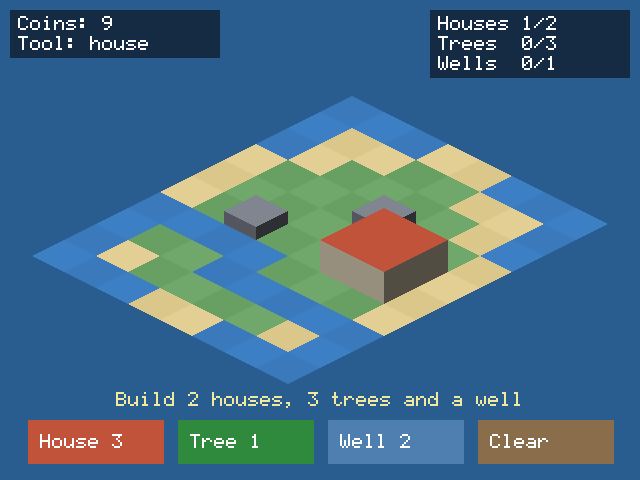 Coins: 9
Tool: house
Houses 1/2
Trees 0/3
Wells 0/1
Build 2 houses, 3 trees and a well
House 3
Tree 1
Well 2
Clear